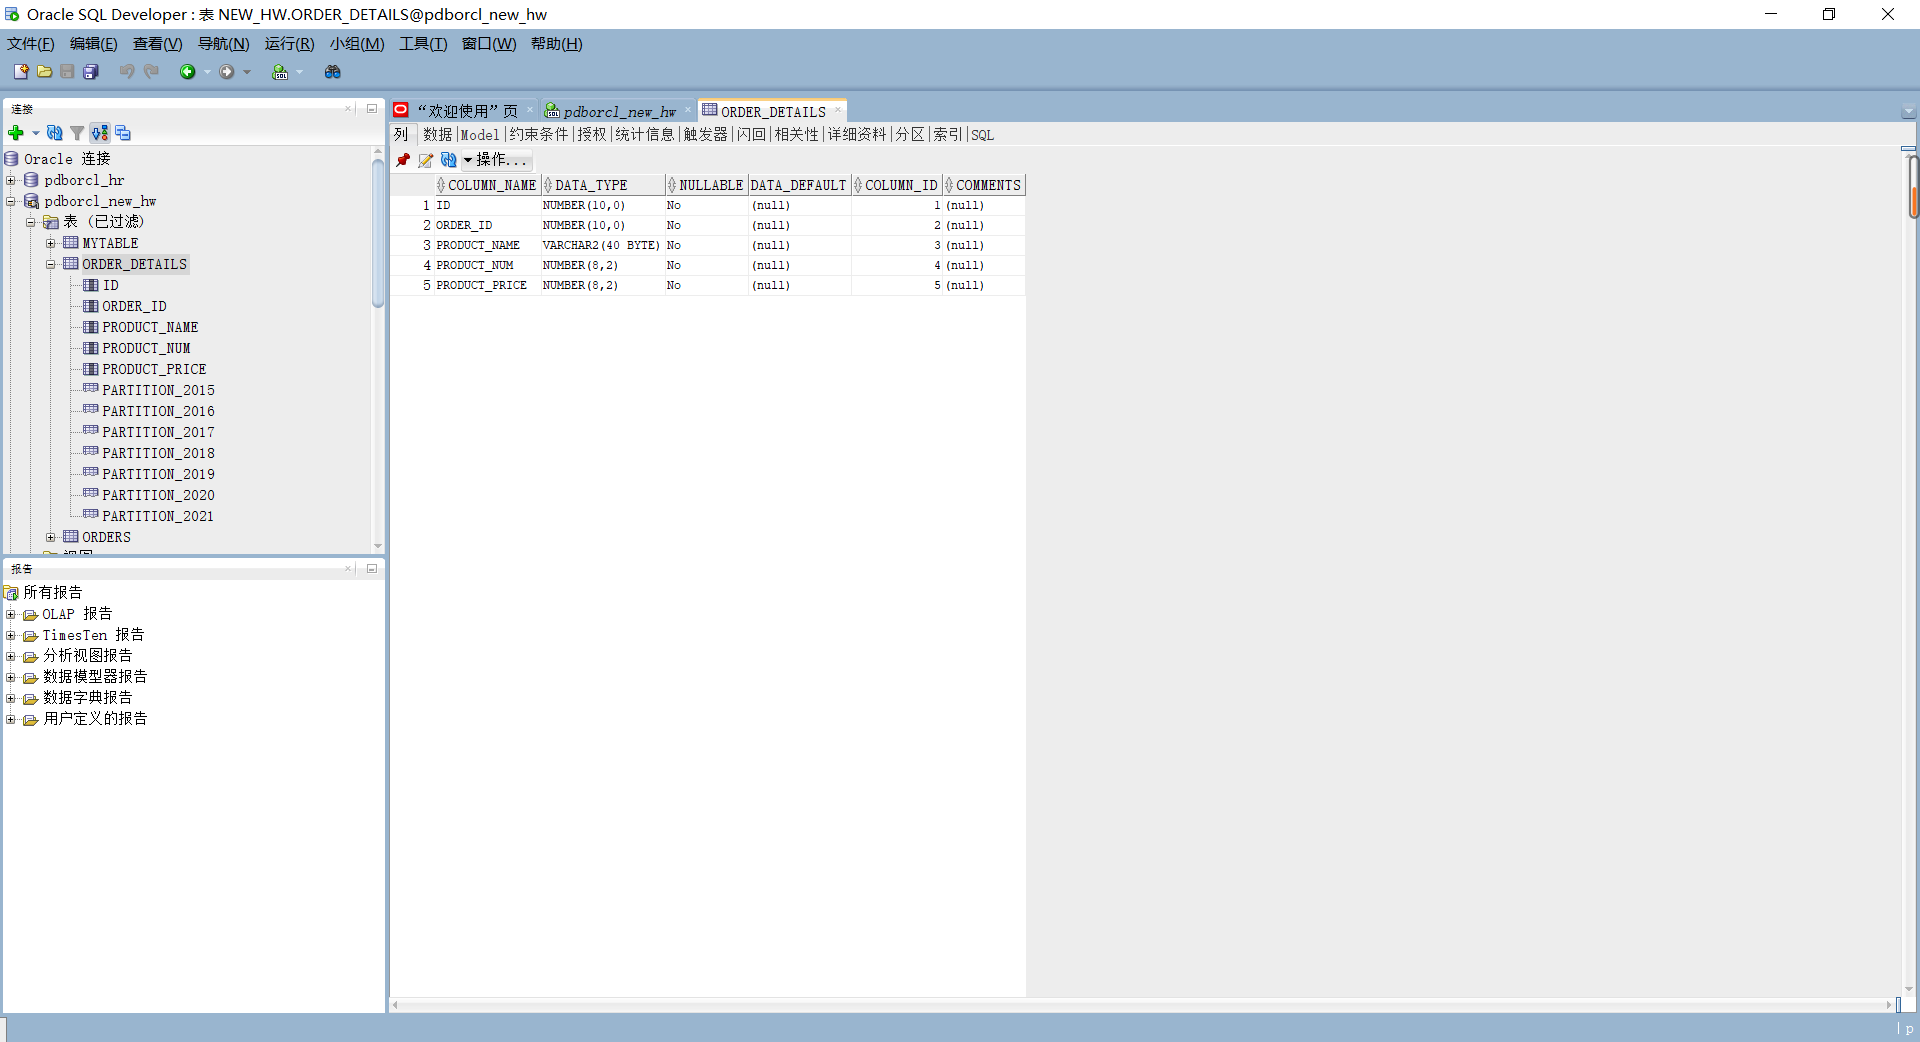 Oracle SQL Developer : 表 NEW_HW.ORDER_DETAILS@pdborcl_new_hw
文件(F) 编辑(E) 查看(V) 导航(N) 运行(R) 小组(M) 工具(T) 窗口(W) 帮助(H)
连接
Oracle 连接
pdborcl_hr
pdborcl_new_hw
表 (已过滤)
MYTABLE
ORDER_DETAILS
ID
ORDER_ID
PRODUCT_NAME
PRODUCT_NUM
PRODUCT_PRICE
PARTITION_2015
PARTITION_2016
PARTITION_2017
PARTITION_2018
PARTITION_2019
PARTITION_2020
PARTITION_2021
ORDERS
视图
报告
所有报告
OLAP 报告
TimesTen 报告
分析视图报告
数据模型器报告
数据字典报告
用户定义的报告
“欢迎使用”页 pdborcl_new_hw ORDER_DETAILS
列 数据 Model 约束条件 授权 统计信息 触发器 闪回 相关性 详细资料 分区 索引 SQL
操作...
COLUMN_NAME DATA_TYPE NULLABLE DATA_DEFAULT COLUMN_ID COMMENTS
1 ID NUMBER(10,0) No (null) 1 (null)
2 ORDER_ID NUMBER(10,0) No (null) 2 (null)
3 PRODUCT_NAME VARCHAR2(40 BYTE) No (null) 3 (null)
4 PRODUCT_NUM NUMBER(8,2) No (null) 4 (null)
5 PRODUCT_PRICE NUMBER(8,2) No (null) 5 (null)
p